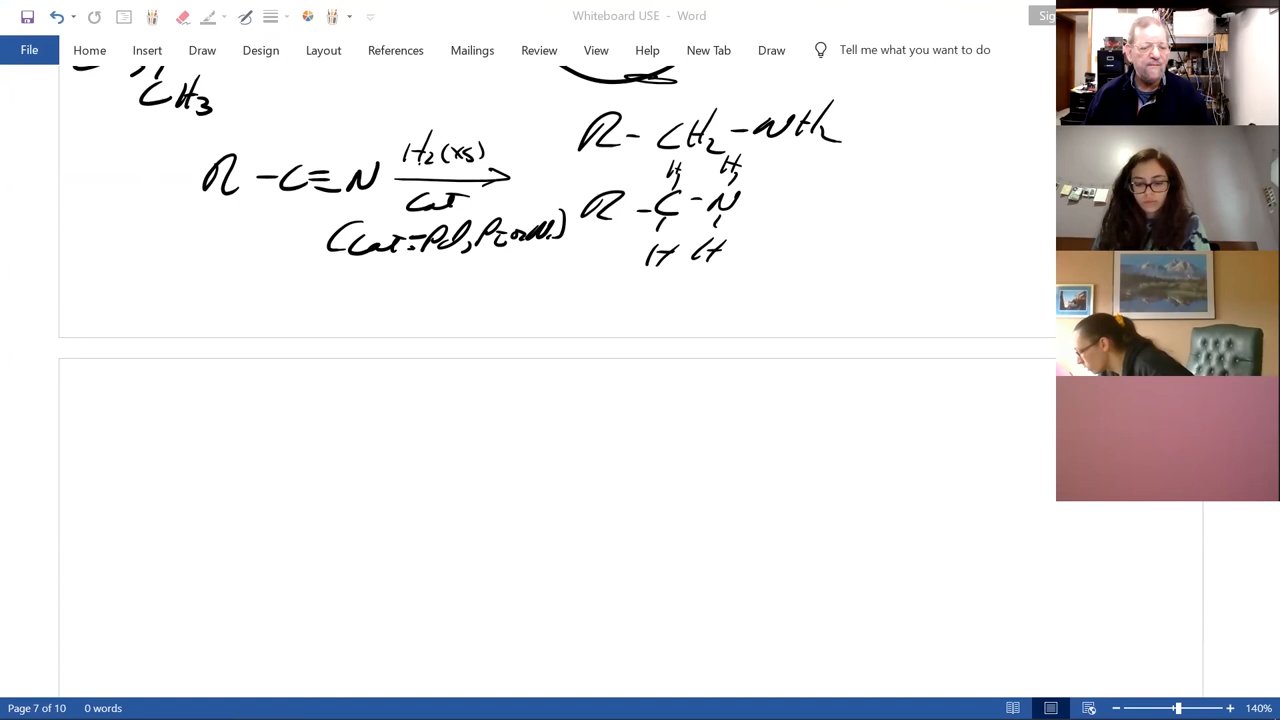 Whiteboard USE - Word
Sig
File Home Insert Draw Design Layout References Mailings Review View Help New Tab Draw Tell me what you want to do
CH3
R - C ≡ N H2 (xs) R - CH2 - NH2
Cat
(Cat = Pd, Pt or Ni)
H H
R - C - N
H H
Page 7 of 10 0 words 140%